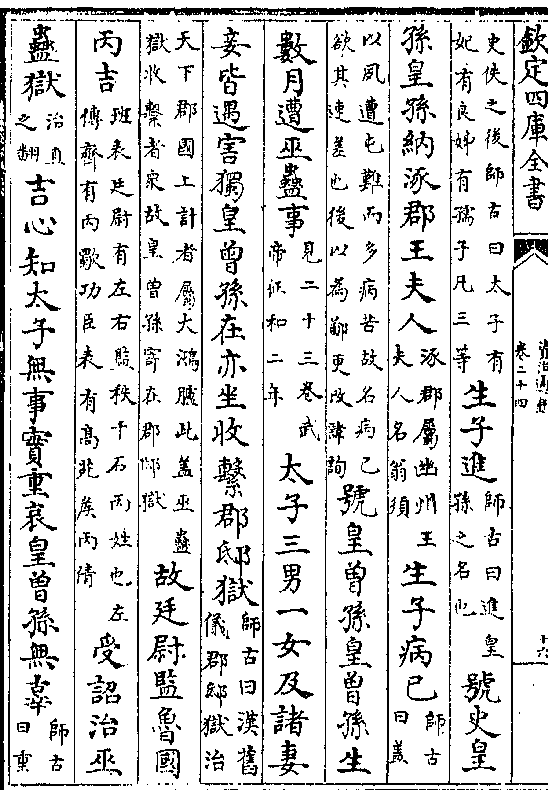 欽定四庫全書
資治通鑑
卷二十四
十六
史佚之後師古曰太子有
妃有良娣有孺子凡三等
生子進
師古曰進皇
孫之名也
號史皇
孫皇孫納涿郡王夫人
涿郡屬幽州王
夫人名翁須
生子病已
師古
曰蓋
以夙遭屯難而多病苦故名病已
欲其速差也後以為鄙更改諱詢
號皇曾孫皇曾孫生
數月遭巫蠱事
見二十三卷武
帝征和二年
太子三男一女及諸妻
妾皆遇害獨皇曾孫在亦坐收繫郡邸獄
師古曰漢舊
儀郡邸獄治
天下郡國上計者屬大鴻臚此蓋巫蠱
獄收繫者衆故皇曾孫寄在郡邸獄
故廷尉監魯國
丙吉
班表廷尉有左右監秩千石丙姓也左
傳齊有丙歜功臣表有高苑侯丙倩
受詔治巫
蠱獄
治直
之翻
吉心知太子無事實重哀皇曾孫無辜
師古
曰重